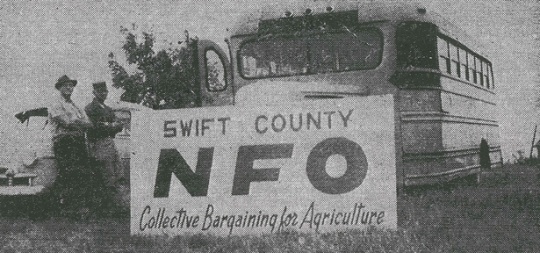 SWIFT COUNTY
NFO
Collective Bargaining for Agriculture